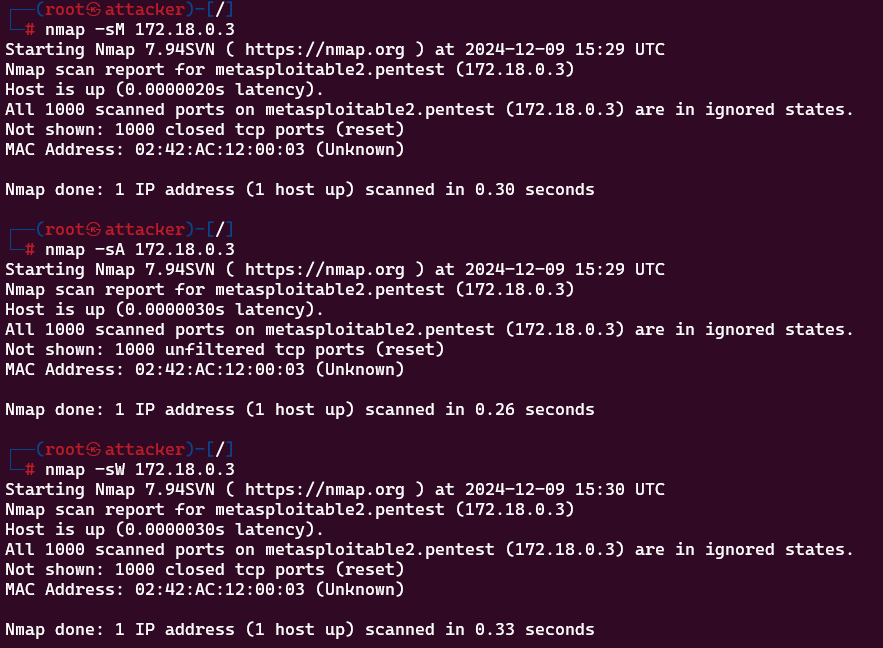 ┌──(root㉿attacker)-[/]
└─# nmap -sM 172.18.0.3
Starting Nmap 7.94SVN ( https://nmap.org ) at 2024-12-09 15:29 UTC
Nmap scan report for metasploitable2.pentest (172.18.0.3)
Host is up (0.0000020s latency).
All 1000 scanned ports on metasploitable2.pentest (172.18.0.3) are in ignored states.
Not shown: 1000 closed tcp ports (reset)
MAC Address: 02:42:AC:12:00:03 (Unknown)

Nmap done: 1 IP address (1 host up) scanned in 0.30 seconds

┌──(root㉿attacker)-[/]
└─# nmap -sA 172.18.0.3
Starting Nmap 7.94SVN ( https://nmap.org ) at 2024-12-09 15:29 UTC
Nmap scan report for metasploitable2.pentest (172.18.0.3)
Host is up (0.0000030s latency).
All 1000 scanned ports on metasploitable2.pentest (172.18.0.3) are in ignored states.
Not shown: 1000 unfiltered tcp ports (reset)
MAC Address: 02:42:AC:12:00:03 (Unknown)

Nmap done: 1 IP address (1 host up) scanned in 0.26 seconds

┌──(root㉿attacker)-[/]
└─# nmap -sW 172.18.0.3
Starting Nmap 7.94SVN ( https://nmap.org ) at 2024-12-09 15:30 UTC
Nmap scan report for metasploitable2.pentest (172.18.0.3)
Host is up (0.0000030s latency).
All 1000 scanned ports on metasploitable2.pentest (172.18.0.3) are in ignored states.
Not shown: 1000 closed tcp ports (reset)
MAC Address: 02:42:AC:12:00:03 (Unknown)

Nmap done: 1 IP address (1 host up) scanned in 0.33 seconds